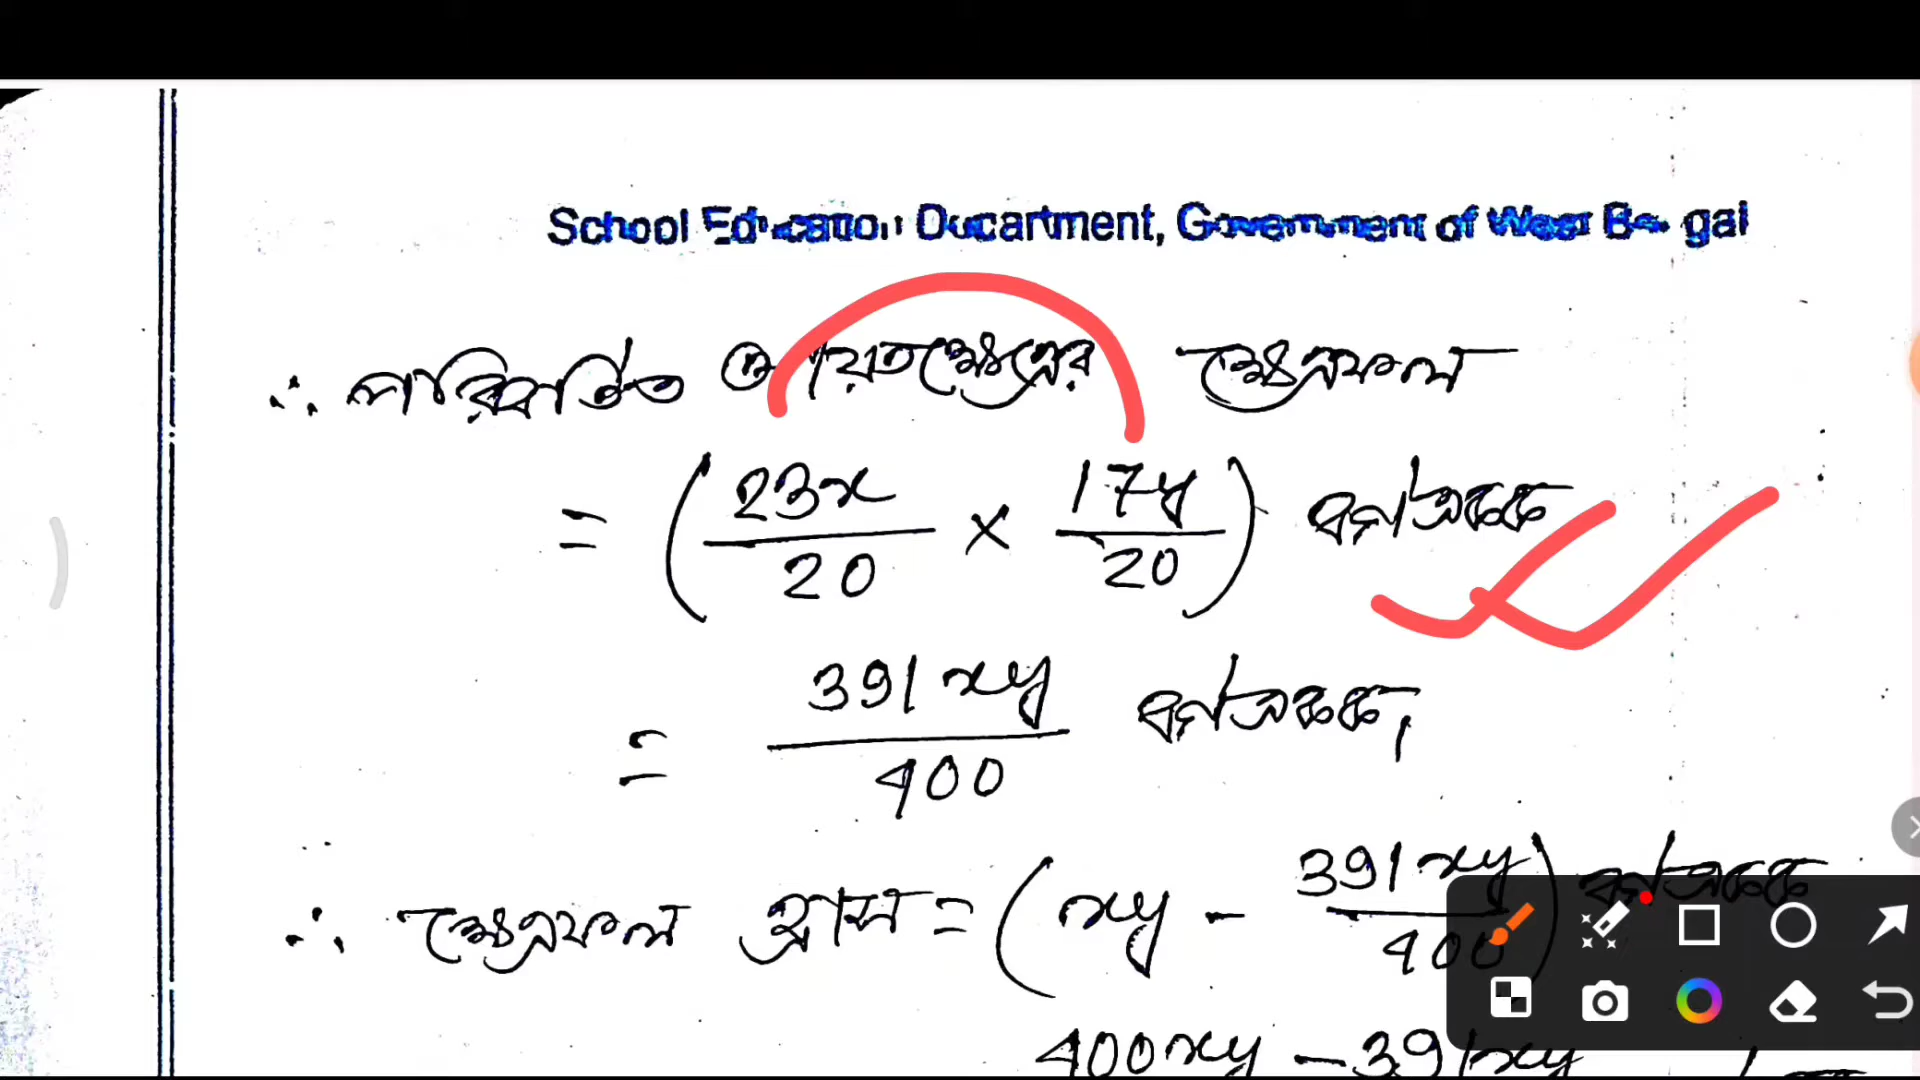 School Education Department, Government of West Bengal
∴ পরিবর্তিত আয়তক্ষেত্রের ক্ষেত্রফল
= (23x/20 × 17y/20) বর্গএকক
= 391xy/400 বর্গএকক,
∴ ক্ষেত্রফল হ্রাস = (xy - 391xy/400) বর্গএকক
400xy - 391xy